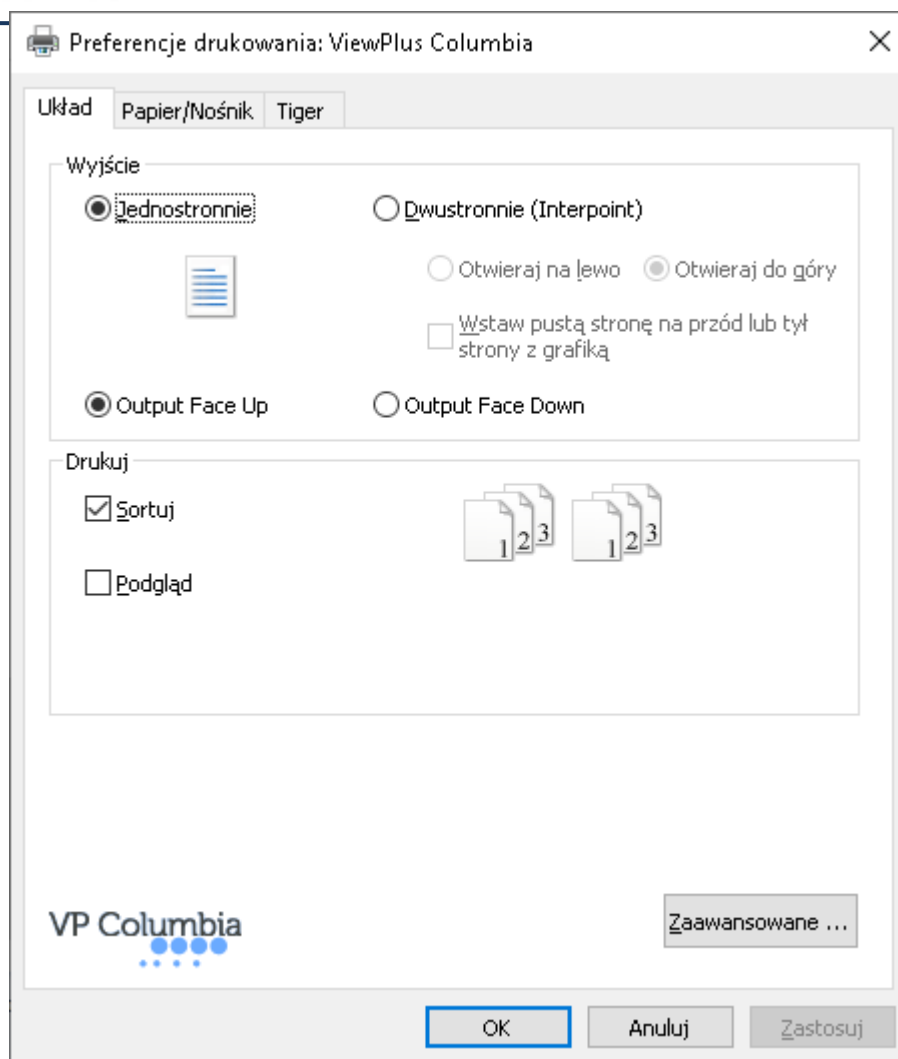 Preferencje drukowania: ViewPlus Columbia
Układ Papier/Nośnik Tiger
Wyjście
Jednostronnie Dwustronnie (Interpoint)
Otwieraj na lewo Otwieraj do góry
Wstaw pustą stronę na przód lub tył
strony z grafiką
Output Face Up Output Face Down
Drukuj
Sortuj
1 2 3 1 2 3
Podgląd
VP Columbia
Zaawansowane ...
OK Anuluj Zastosuj